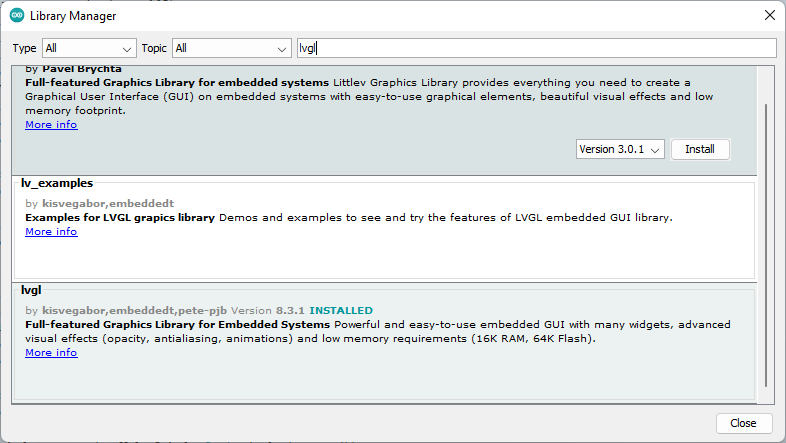 Library Manager
Type All Topic All lvgl
by Pavel Brychta
Full-featured Graphics Library for embedded systems Littlev Graphics Library provides everything you need to create a
Graphical User Interface (GUI) on embedded systems with easy-to-use graphical elements, beautiful visual effects and low
memory footprint.
More info
Version 3.0.1 Install
lv_examples
by kisvegabor,embeddedt
Examples for LVGL grapics library Demos and examples to see and try the features of LVGL embedded GUI library.
More info
lvgl
by kisvegabor,embeddedt,pete-pjb Version 8.3.1 INSTALLED
Full-featured Graphics Library for Embedded Systems Powerful and easy-to-use embedded GUI with many widgets, advanced
visual effects (opacity, antialiasing, animations) and low memory requirements (16K RAM, 64K Flash).
More info
Close